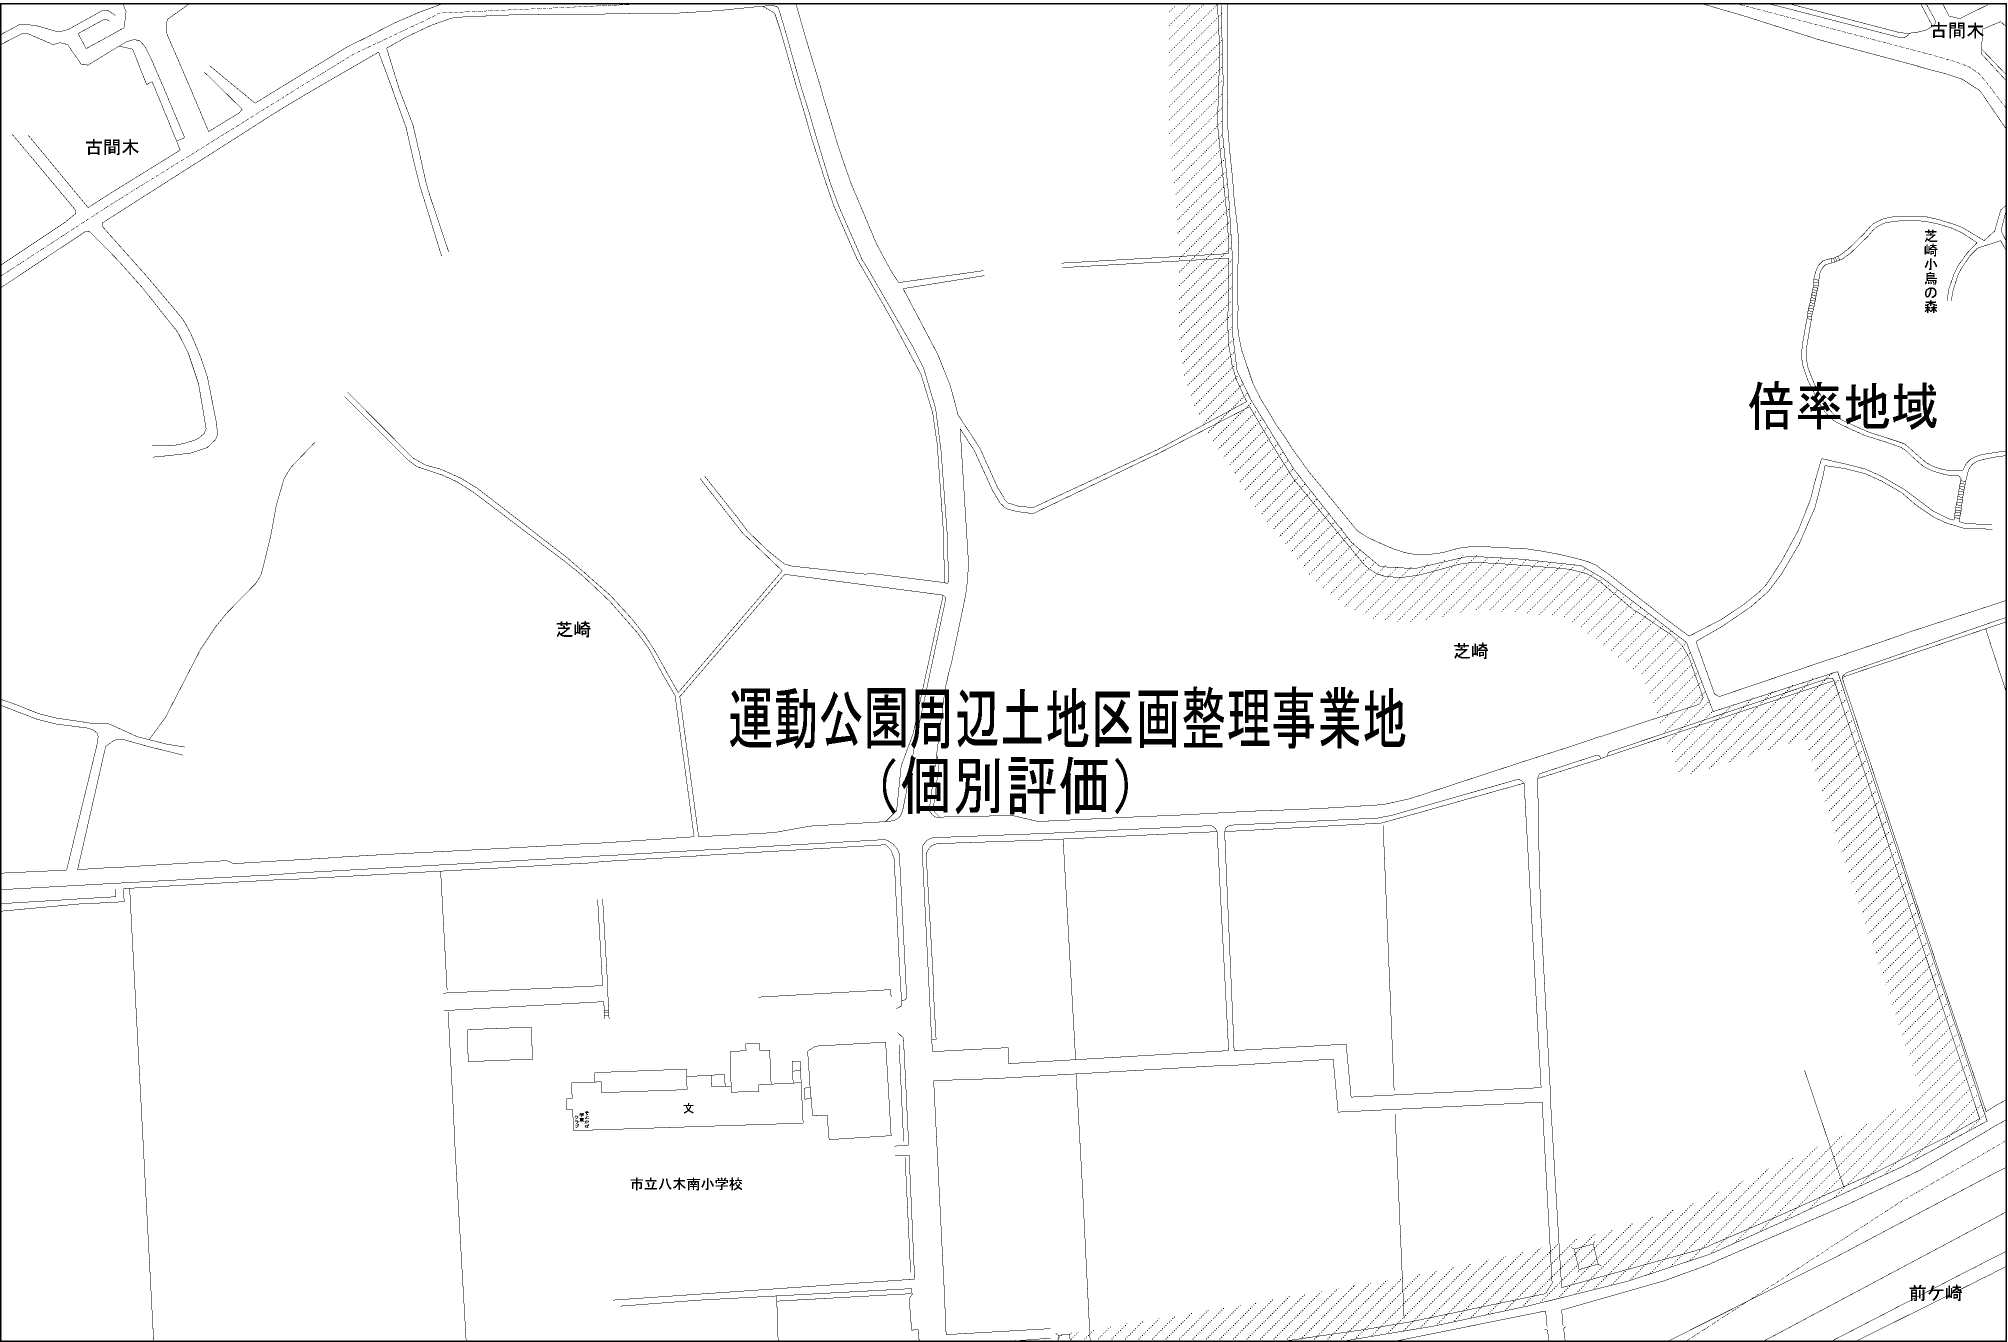 古間木
古間木
芝崎小鳥の森
倍率地域
芝崎
芝崎
運動公園周辺土地区画整理事業地
(個別評価)
文
市立八木南小学校
前ケ崎